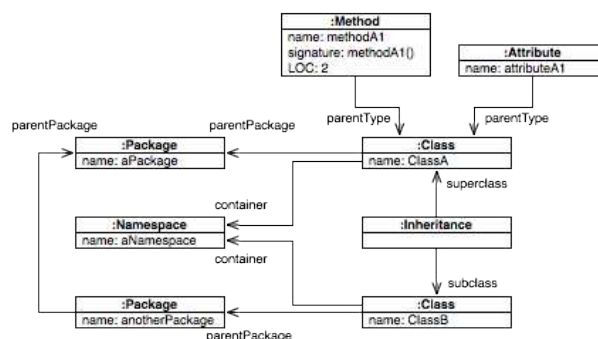 :Method
name: methodA1
signature: methodA1()
LOC: 2
:Attribute
name: attributeA1
parentPackage
parentPackage
parentType
parentType
:Package
name: aPackage
:Class
name: ClassA
superclass
container
:Namespace
name: aNamespace
:Inheritance
container
subclass
:Package
name: anotherPackage
:Class
name: ClassB
parentPackage